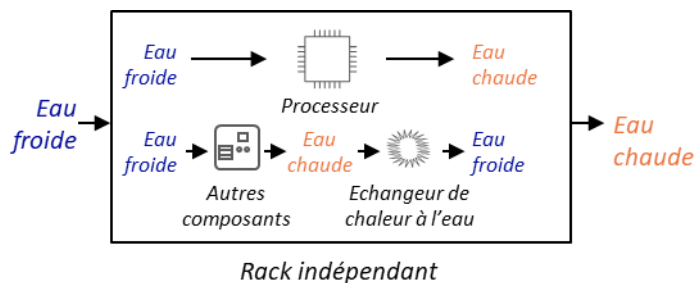 Eau
froide
Eau
chaude
Processeur
Eau
froide
Eau
froide
Eau
chaude
Eau
froide
Eau
chaude
Autres
composants
Echangeur de
chaleur à l’eau
Rack indépendant